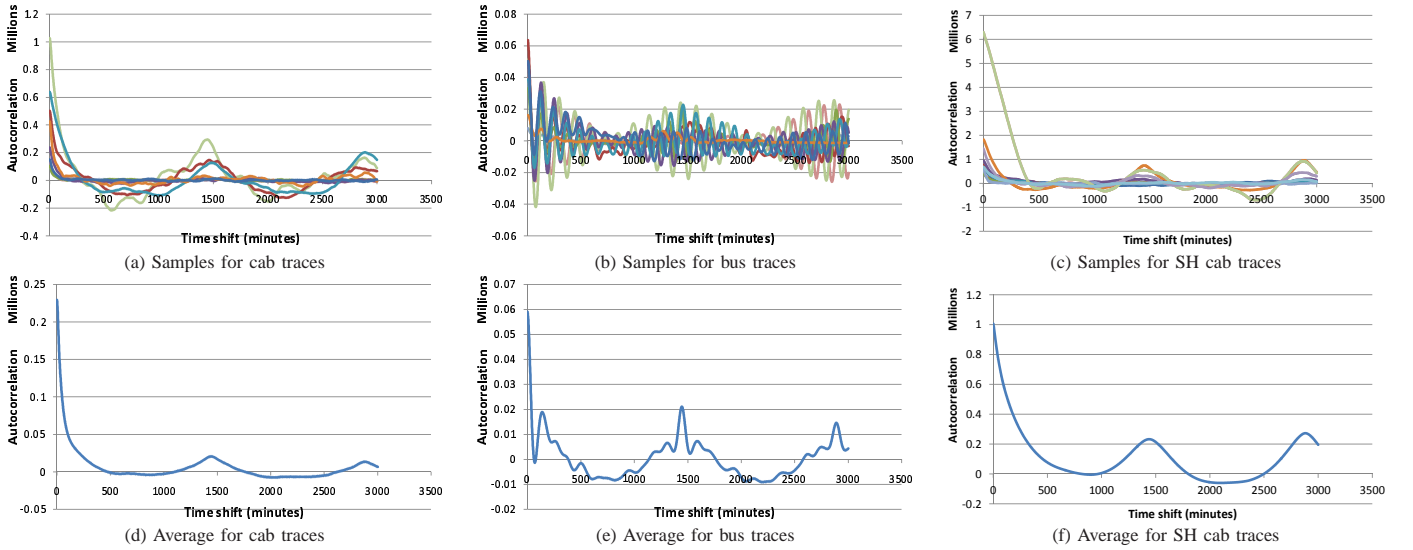 Millions
Autocorrelation
1.2
1
0.8
0.6
0.4
0.2
0
-0.2
-0.4
0 500 1000 1500 2000 2500 3000 3500
Time shift (minutes)
(a) Samples for cab traces
Millions
Autocorrelation
0.08
0.06
0.04
0.02
0
-0.02
-0.04
-0.06
0 500 1000 1500 2000 2500 3000 3500
Time shift (minutes)
(b) Samples for bus traces
Millions
Autocorrelation
7
6
5
4
3
2
1
0
-1
-2
0 500 1000 1500 2000 2500 3000 3500
Time shift (minutes)
(c) Samples for SH cab traces
Millions
Autocorrelation
0.25
0.2
0.15
0.1
0.05
0
-0.05
0 500 1000 1500 2000 2500 3000 3500
Time shift (minutes)
(d) Average for cab traces
Millions
Autocorrelation
0.07
0.06
0.05
0.04
0.03
0.02
0.01
0
-0.01
-0.02
0 500 1000 1500 2000 2500 3000 3500
Time shift (minutes)
(e) Average for bus traces
Millions
Autocorrelation
1.2
1
0.8
0.6
0.4
0.2
0
-0.2
0 500 1000 1500 2000 2500 3000 3500
Time shift (minutes)
(f) Average for SH cab traces